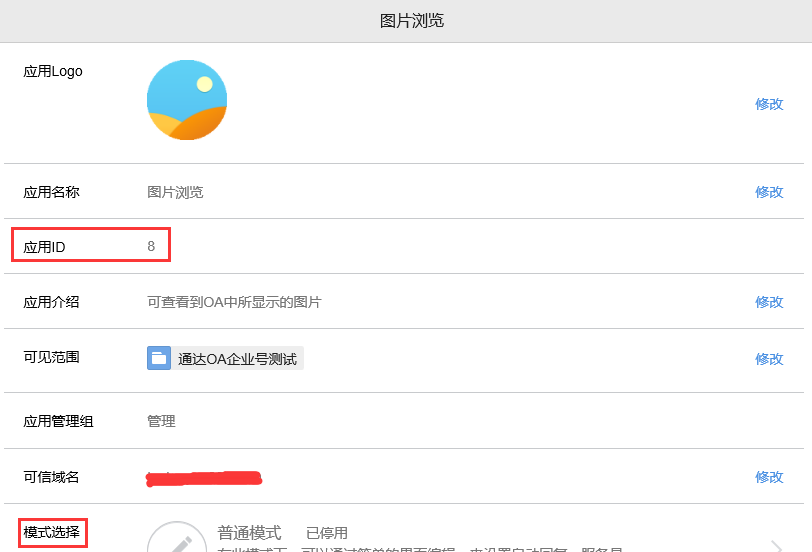 图片浏览
应用Logo
修改
应用名称 图片浏览 修改
应用ID 8
应用介绍 可查看到OA中所显示的图片 修改
可见范围 通达OA企业号测试 修改
应用管理组 管理
可信域名 修改
模式选择 普通模式 已停用